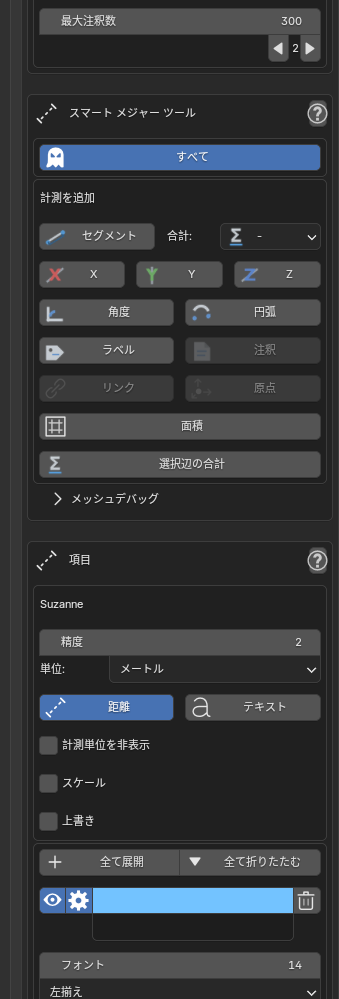 最大注釈数 300
2
スマート メジャー ツール
すべて
計測を追加
セグメント 合計: -
X Y Z
角度 円弧
ラベル 注釈
リンク 原点
面積
選択辺の合計
メッシュデバッグ
項目
Suzanne
精度 2
単位: メートル
距離 テキスト
計測単位を非表示
スケール
上書き
全て展開 全て折りたたむ
フォント 14
左揃え